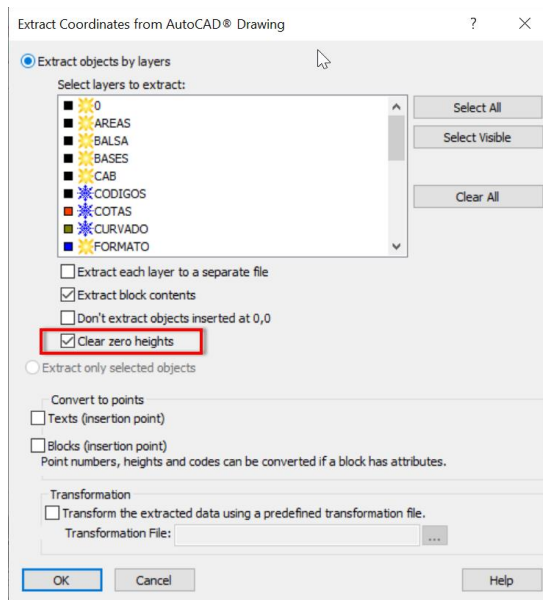 Extract Coordinates from AutoCAD® Drawing ? ×
Extract objects by layers
Select layers to extract:
0
AREAS
BALSA
BASES
CAB
CODIGOS
COTAS
CURVADO
FORMATO
Select All
Select Visible
Clear All
Extract each layer to a separate file
Extract block contents
Don't extract objects inserted at 0,0
Clear zero heights
Extract only selected objects
Convert to points
Texts (insertion point)
Blocks (insertion point)
Point numbers, heights and codes can be converted if a block has attributes.
Transformation
Transform the extracted data using a predefined transformation file.
Transformation File: ...
OK Cancel Help